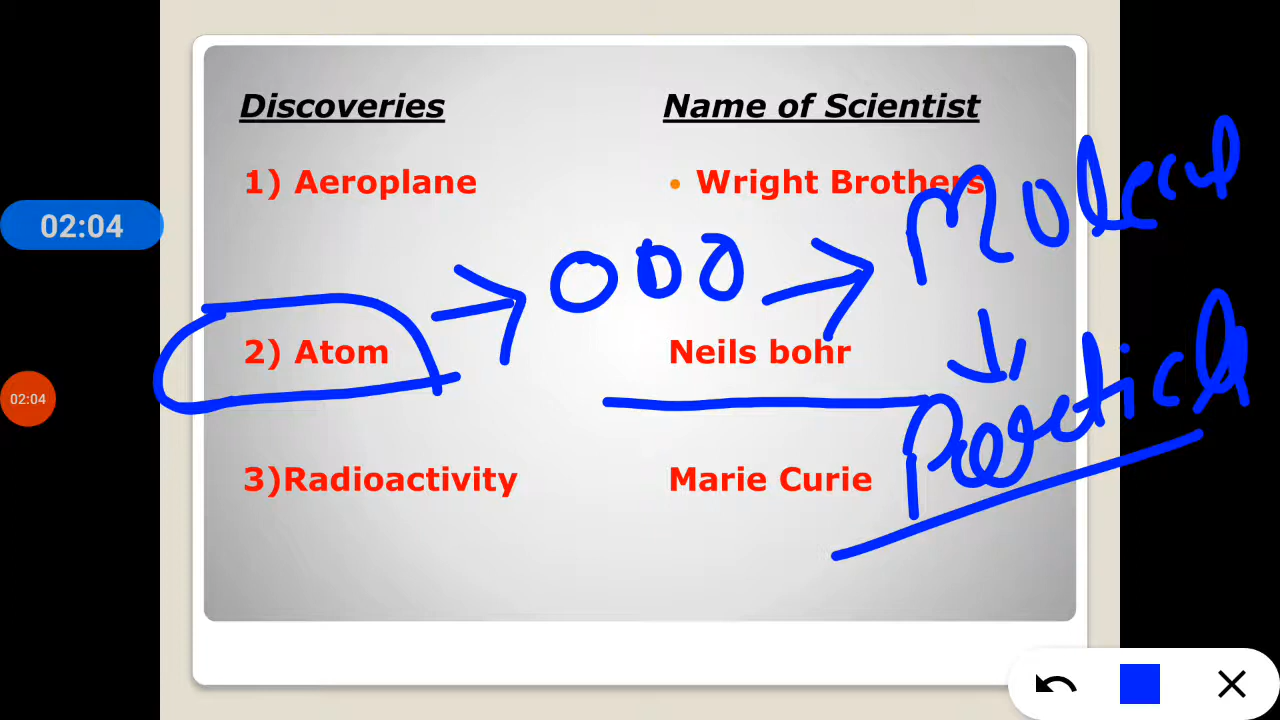 Discoveries Name of Scientist
1) Aeroplane • Wright Brothers
02:04
Molecul
2) Atom Neils bohr
02:04
3)Radioactivity Marie Curie